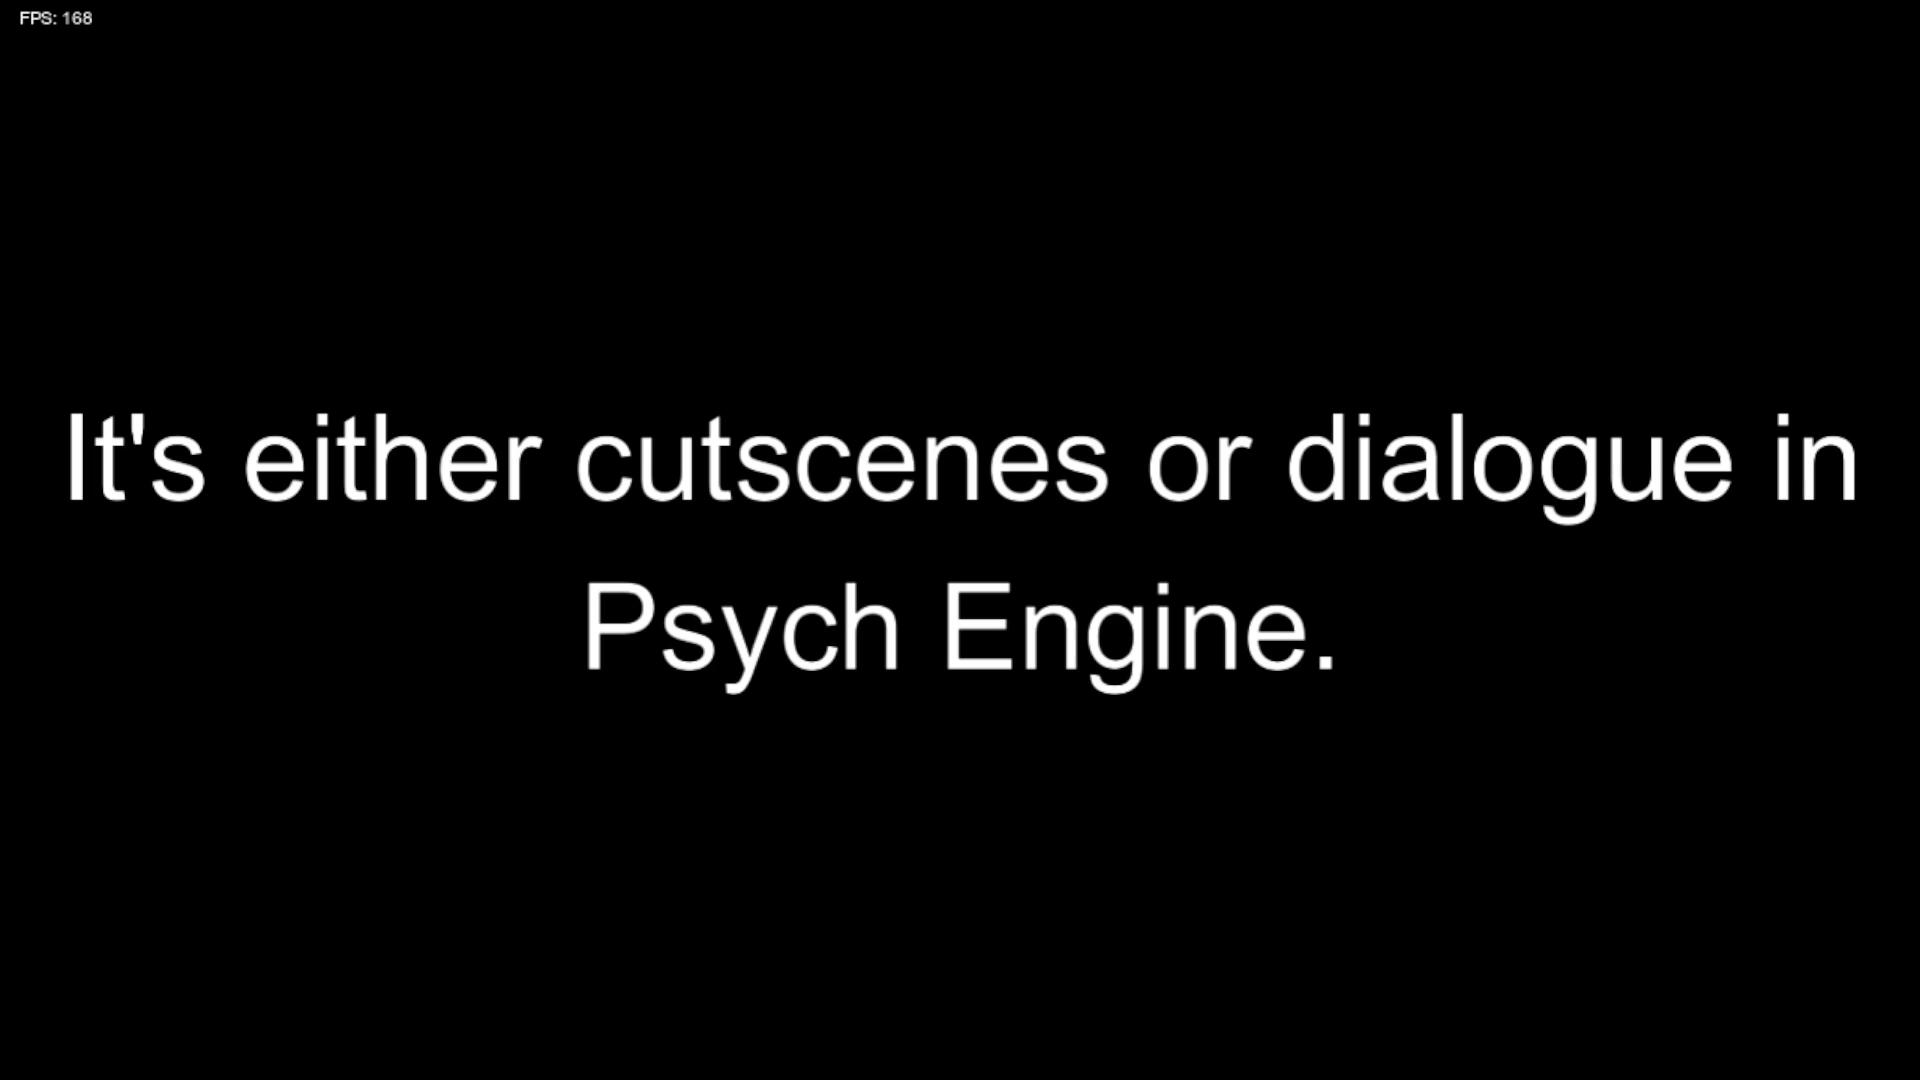 FPS: 168
It's either cutscenes or dialogue in
Psych Engine.